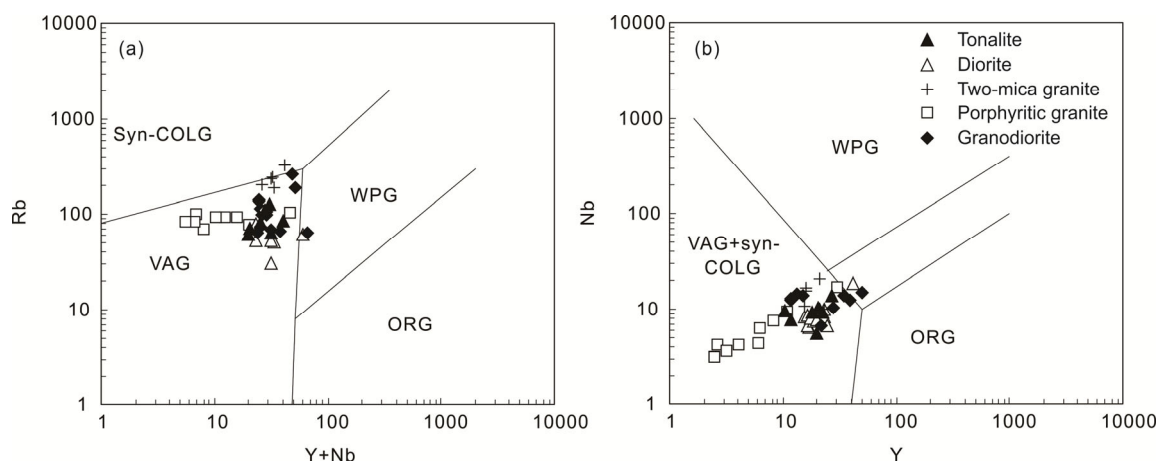 (a)
10000
1000
100
10
1
Rb
Syn-COLG
WPG
VAG
ORG
1 10 100 1000 10000
Y+Nb
(b)
10000
1000
100
10
1
Nb
Tonalite
Diorite
Two-mica granite
Porphyritic granite
Granodiorite
WPG
VAG+syn-
COLG
ORG
1 10 100 1000 10000
Y